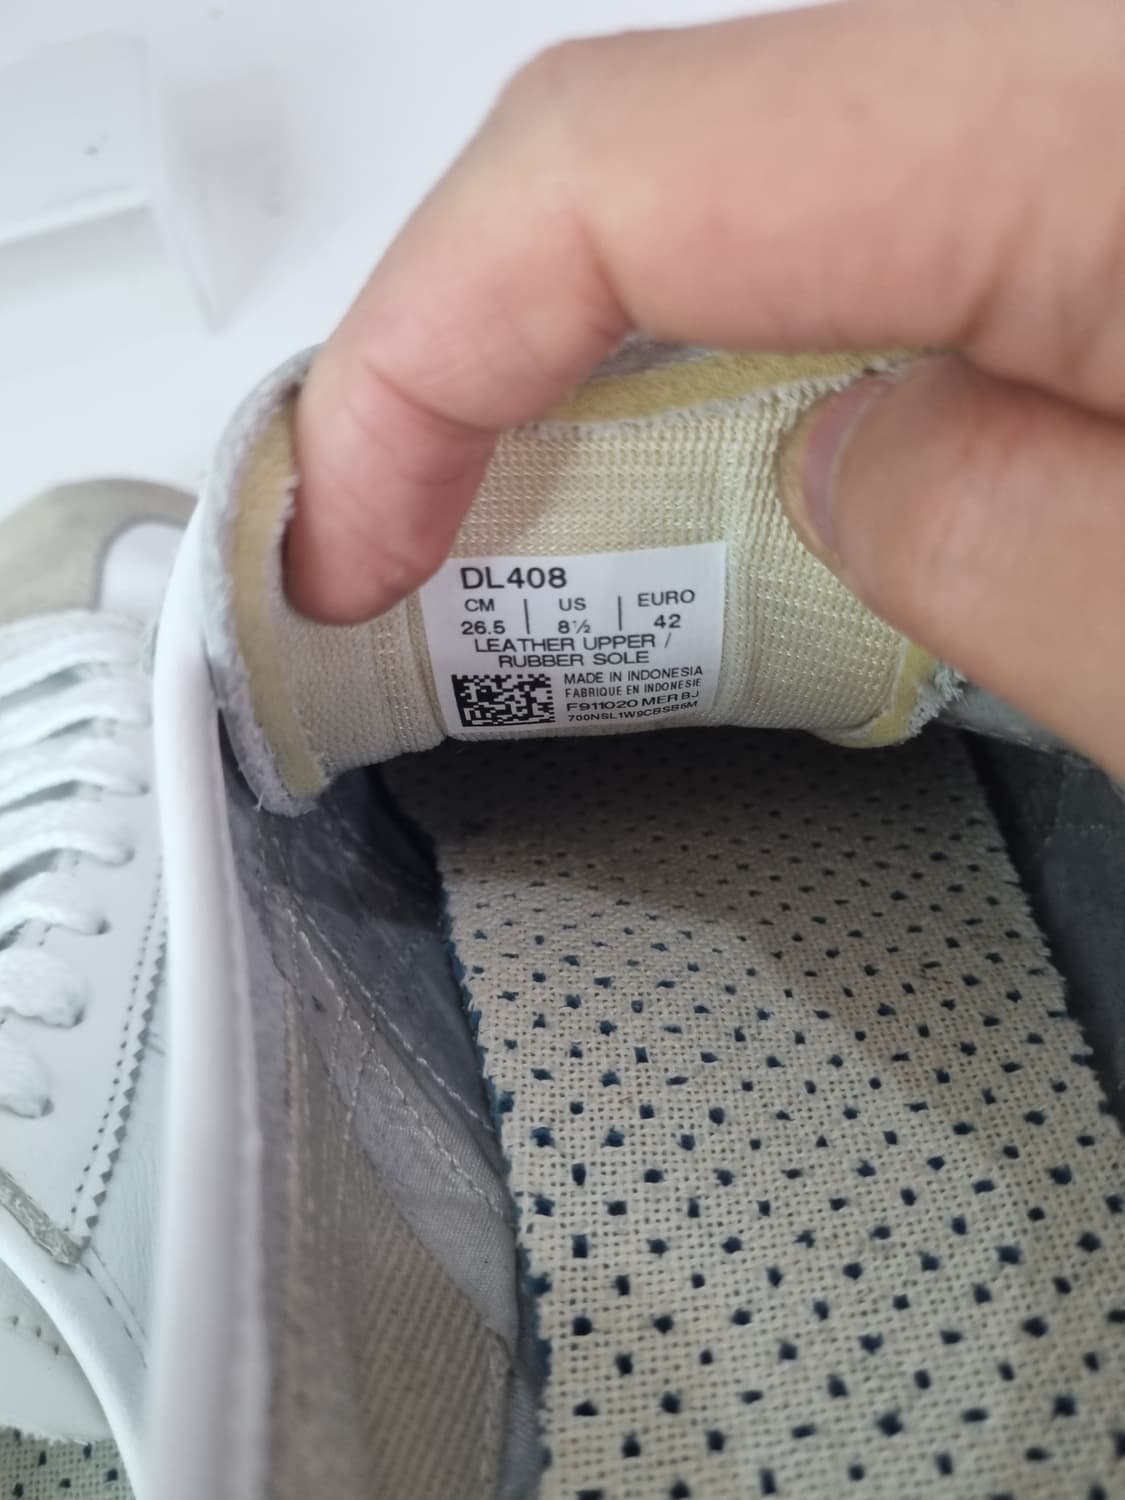 DL408
CM | US | EURO
26.5 | 8½ | 42
LEATHER UPPER /
RUBBER SOLE
MADE IN INDONESIA
FABRIQUE EN INDONESIE
F911020 MER BJ
700NSL1W9CBSB5M